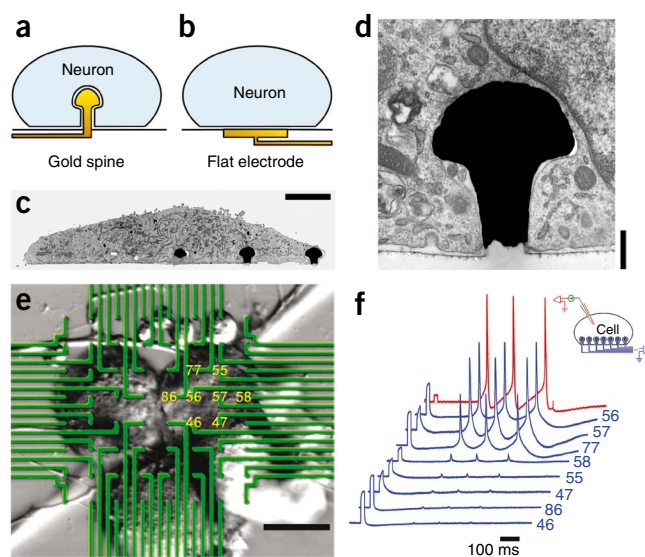 a
b
Neuron
Neuron
Gold spine
Flat electrode
c
d
e
77 55
86 56 57 58
46 47
f
Cell
56
57
77
58
55
47
86
46
100 ms